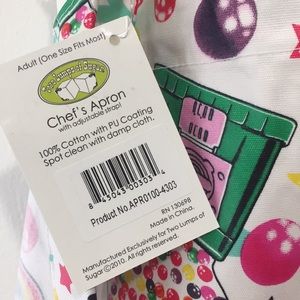 Adult (One Size Fits Most)
Two Lumps of Sugar
Chef's Apron
with adjustable strap!
100% Cotton with PU Coating
Spot clean with damp cloth.
8 43043 00303 4
Product No.APR0100-4303
RN 130698
Made in China.
Manufactured Exclusively for Two Lumps of
Sugar ©2010. All rights reserved.